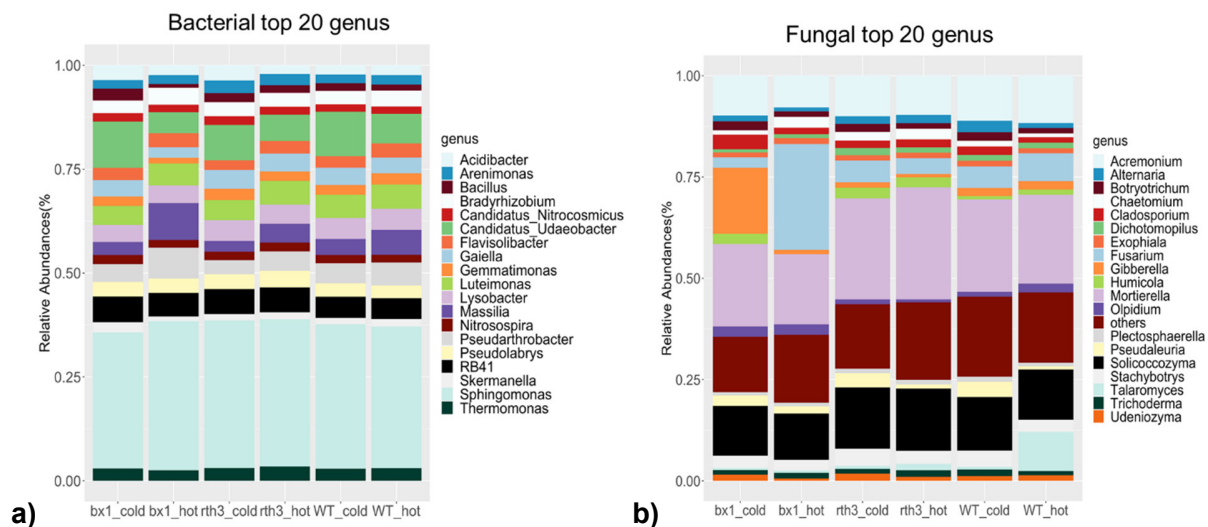 Bacterial top 20 genus
1.00
0.75
0.50
0.25
0.00
Relative Abundances(%
bx1_cold bx1_hot rth3_cold rth3_hot WT_cold WT_hot
genus
Acidibacter
Arenimonas
Bacillus
Bradyrhizobium
Candidatus_Nitrocosmicus
Candidatus_Udaeobacter
Flavisolibacter
Gaiella
Gemmatimonas
Luteimonas
Lysobacter
Massilia
Nitrosospira
Pseudarthrobacter
Pseudolabrys
RB41
Skermanella
Sphingomonas
Thermomonas
a)
Fungal top 20 genus
1.00
0.75
0.50
0.25
0.00
Relative Abundances(%
bx1_cold bx1_hot rth3_cold rth3_hot WT_cold WT_hot
genus
Acremonium
Alternaria
Botryotrichum
Chaetomium
Cladosporium
Dichotomopilus
Exophiala
Fusarium
Gibberella
Humicola
Mortierella
Olpidium
others
Plectosphaerella
Pseudaleuria
Solicoccozyma
Stachybotrys
Talaromyces
Trichoderma
Udeniozyma
b)